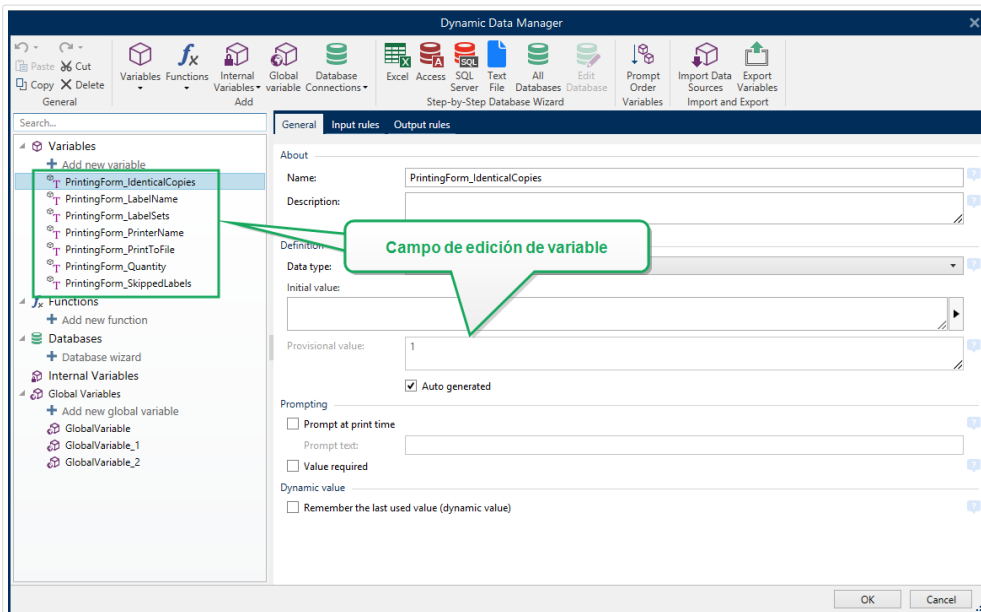 Dynamic Data Manager
Paste Cut
Copy Delete
General
Variables Functions Internal Variables Global variable Database Connections
Add
Excel Access SQL Server Text File All Databases Edit Database
Step-by-Step Database Wizard
Prompt Order
Variables
Import Data Sources Export Variables
Import and Export
Search...
General Input rules Output rules
Variables
Add new variable
PrintingForm_IdenticalCopies
PrintingForm_LabelName
PrintingForm_LabelSets
PrintingForm_PrinterName
PrintingForm_PrintToFile
PrintingForm_Quantity
PrintingForm_SkippedLabels
Functions
Add new function
Databases
Database wizard
Internal Variables
Global Variables
Add new global variable
GlobalVariable
GlobalVariable_1
GlobalVariable_2
About
Name: PrintingForm_IdenticalCopies
Description:
Campo de edición de variable
Definition
Data type:
Initial value:
Provisional value: 1
Auto generated
Prompting
Prompt at print time
Prompt text:
Value required
Dynamic value
Remember the last used value (dynamic value)
OK Cancel